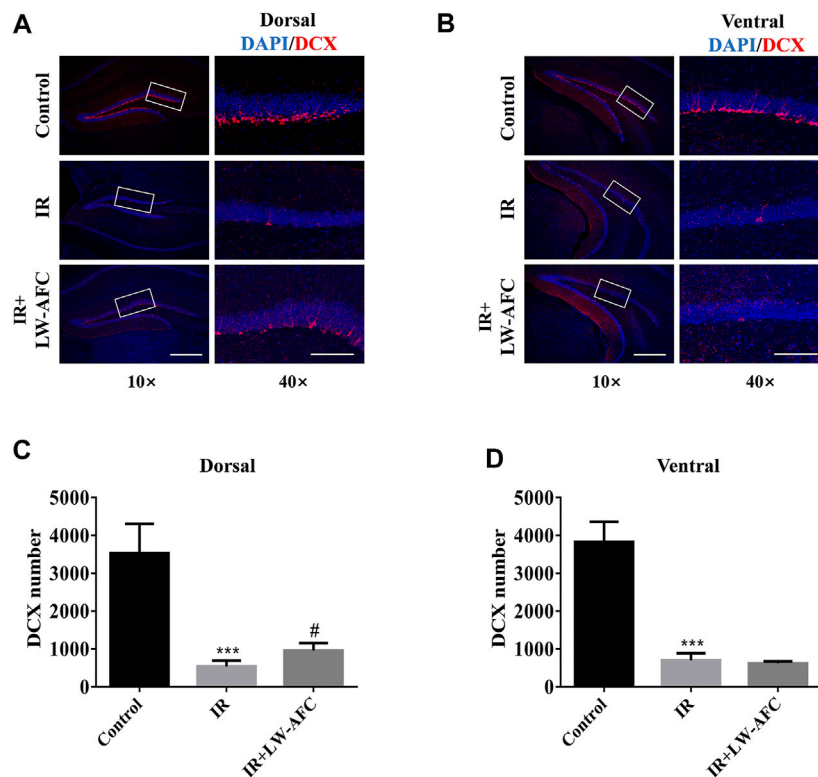 A
Dorsal
DAPI/DCX
Control
IR
IR+
LW-AFC
10×
40×
B
Ventral
DAPI/DCX
Control
IR
IR+
LW-AFC
10×
40×
C
Dorsal
DCX number
5000
4000
3000
2000
1000
0
***
#
Control
IR
IR+LW-AFC
D
Ventral
DCX number
5000
4000
3000
2000
1000
0
***
Control
IR
IR+LW-AFC